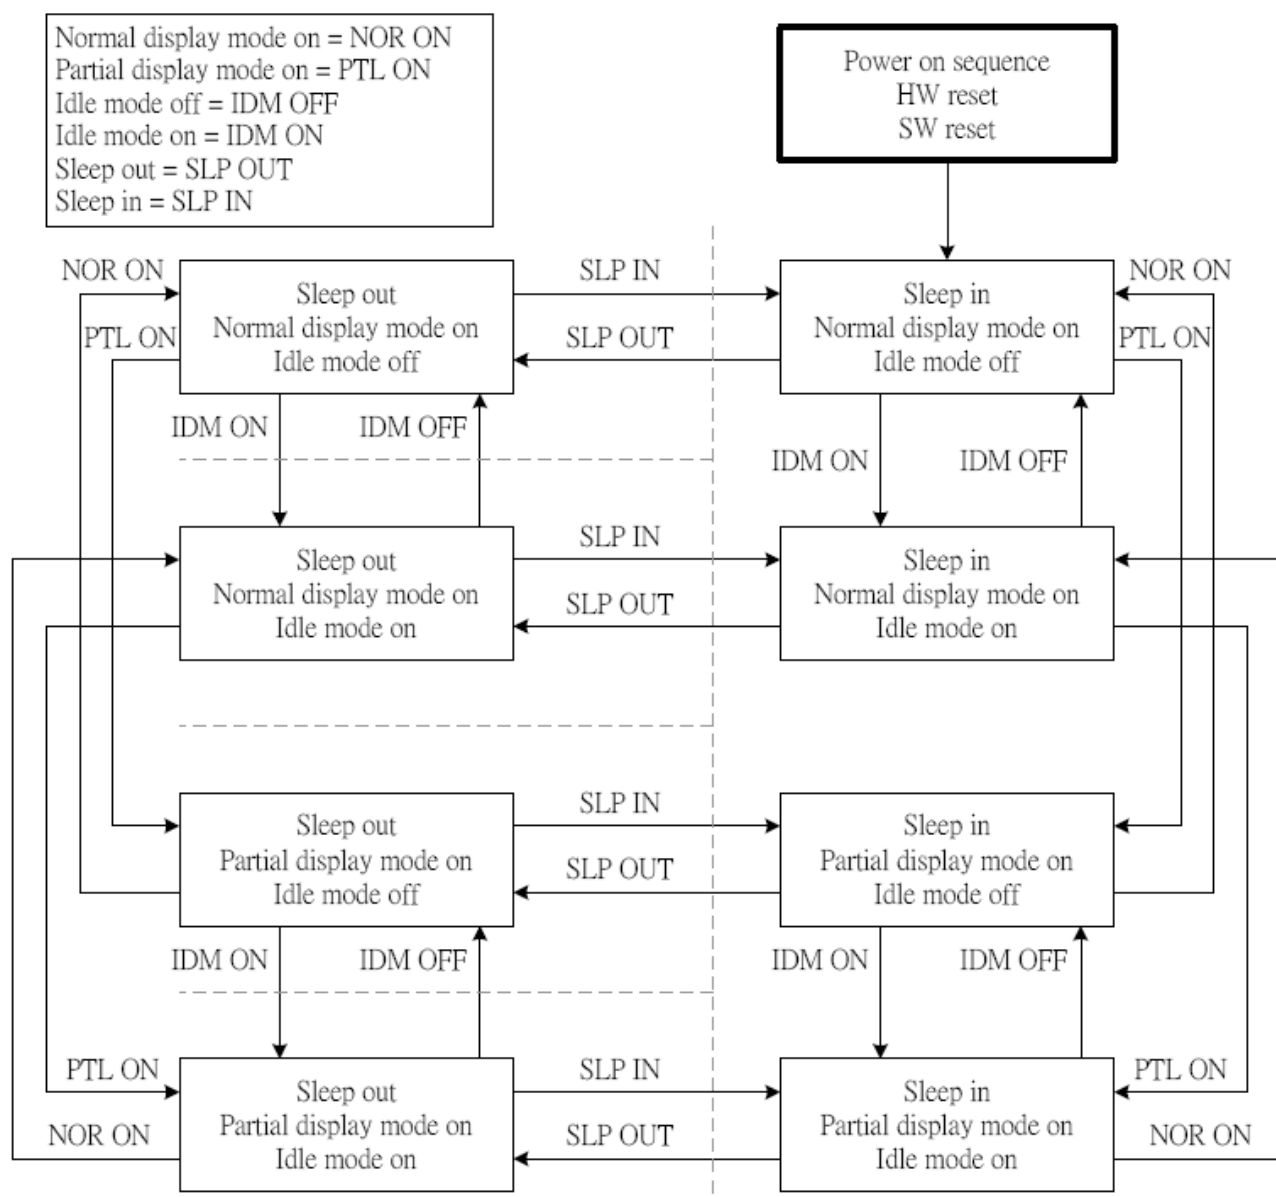 Normal display mode on = NOR ON
Partial display mode on = PTL ON
Idle mode off = IDM OFF
Idle mode on = IDM ON
Sleep out = SLP OUT
Sleep in = SLP IN
Power on sequence
HW reset
SW reset
NOR ON
PTL ON
Sleep out
Normal display mode on
Idle mode off
SLP IN
SLP OUT
Sleep in
Normal display mode on
Idle mode off
NOR ON
PTL ON
IDM ON
IDM OFF
IDM ON
IDM OFF
Sleep out
Normal display mode on
Idle mode on
SLP IN
SLP OUT
Sleep in
Normal display mode on
Idle mode on
Sleep out
Partial display mode on
Idle mode off
SLP IN
SLP OUT
Sleep in
Partial display mode on
Idle mode off
IDM ON
IDM OFF
IDM ON
IDM OFF
PTL ON
NOR ON
Sleep out
Partial display mode on
Idle mode on
SLP IN
SLP OUT
Sleep in
Partial display mode on
Idle mode on
PTL ON
NOR ON